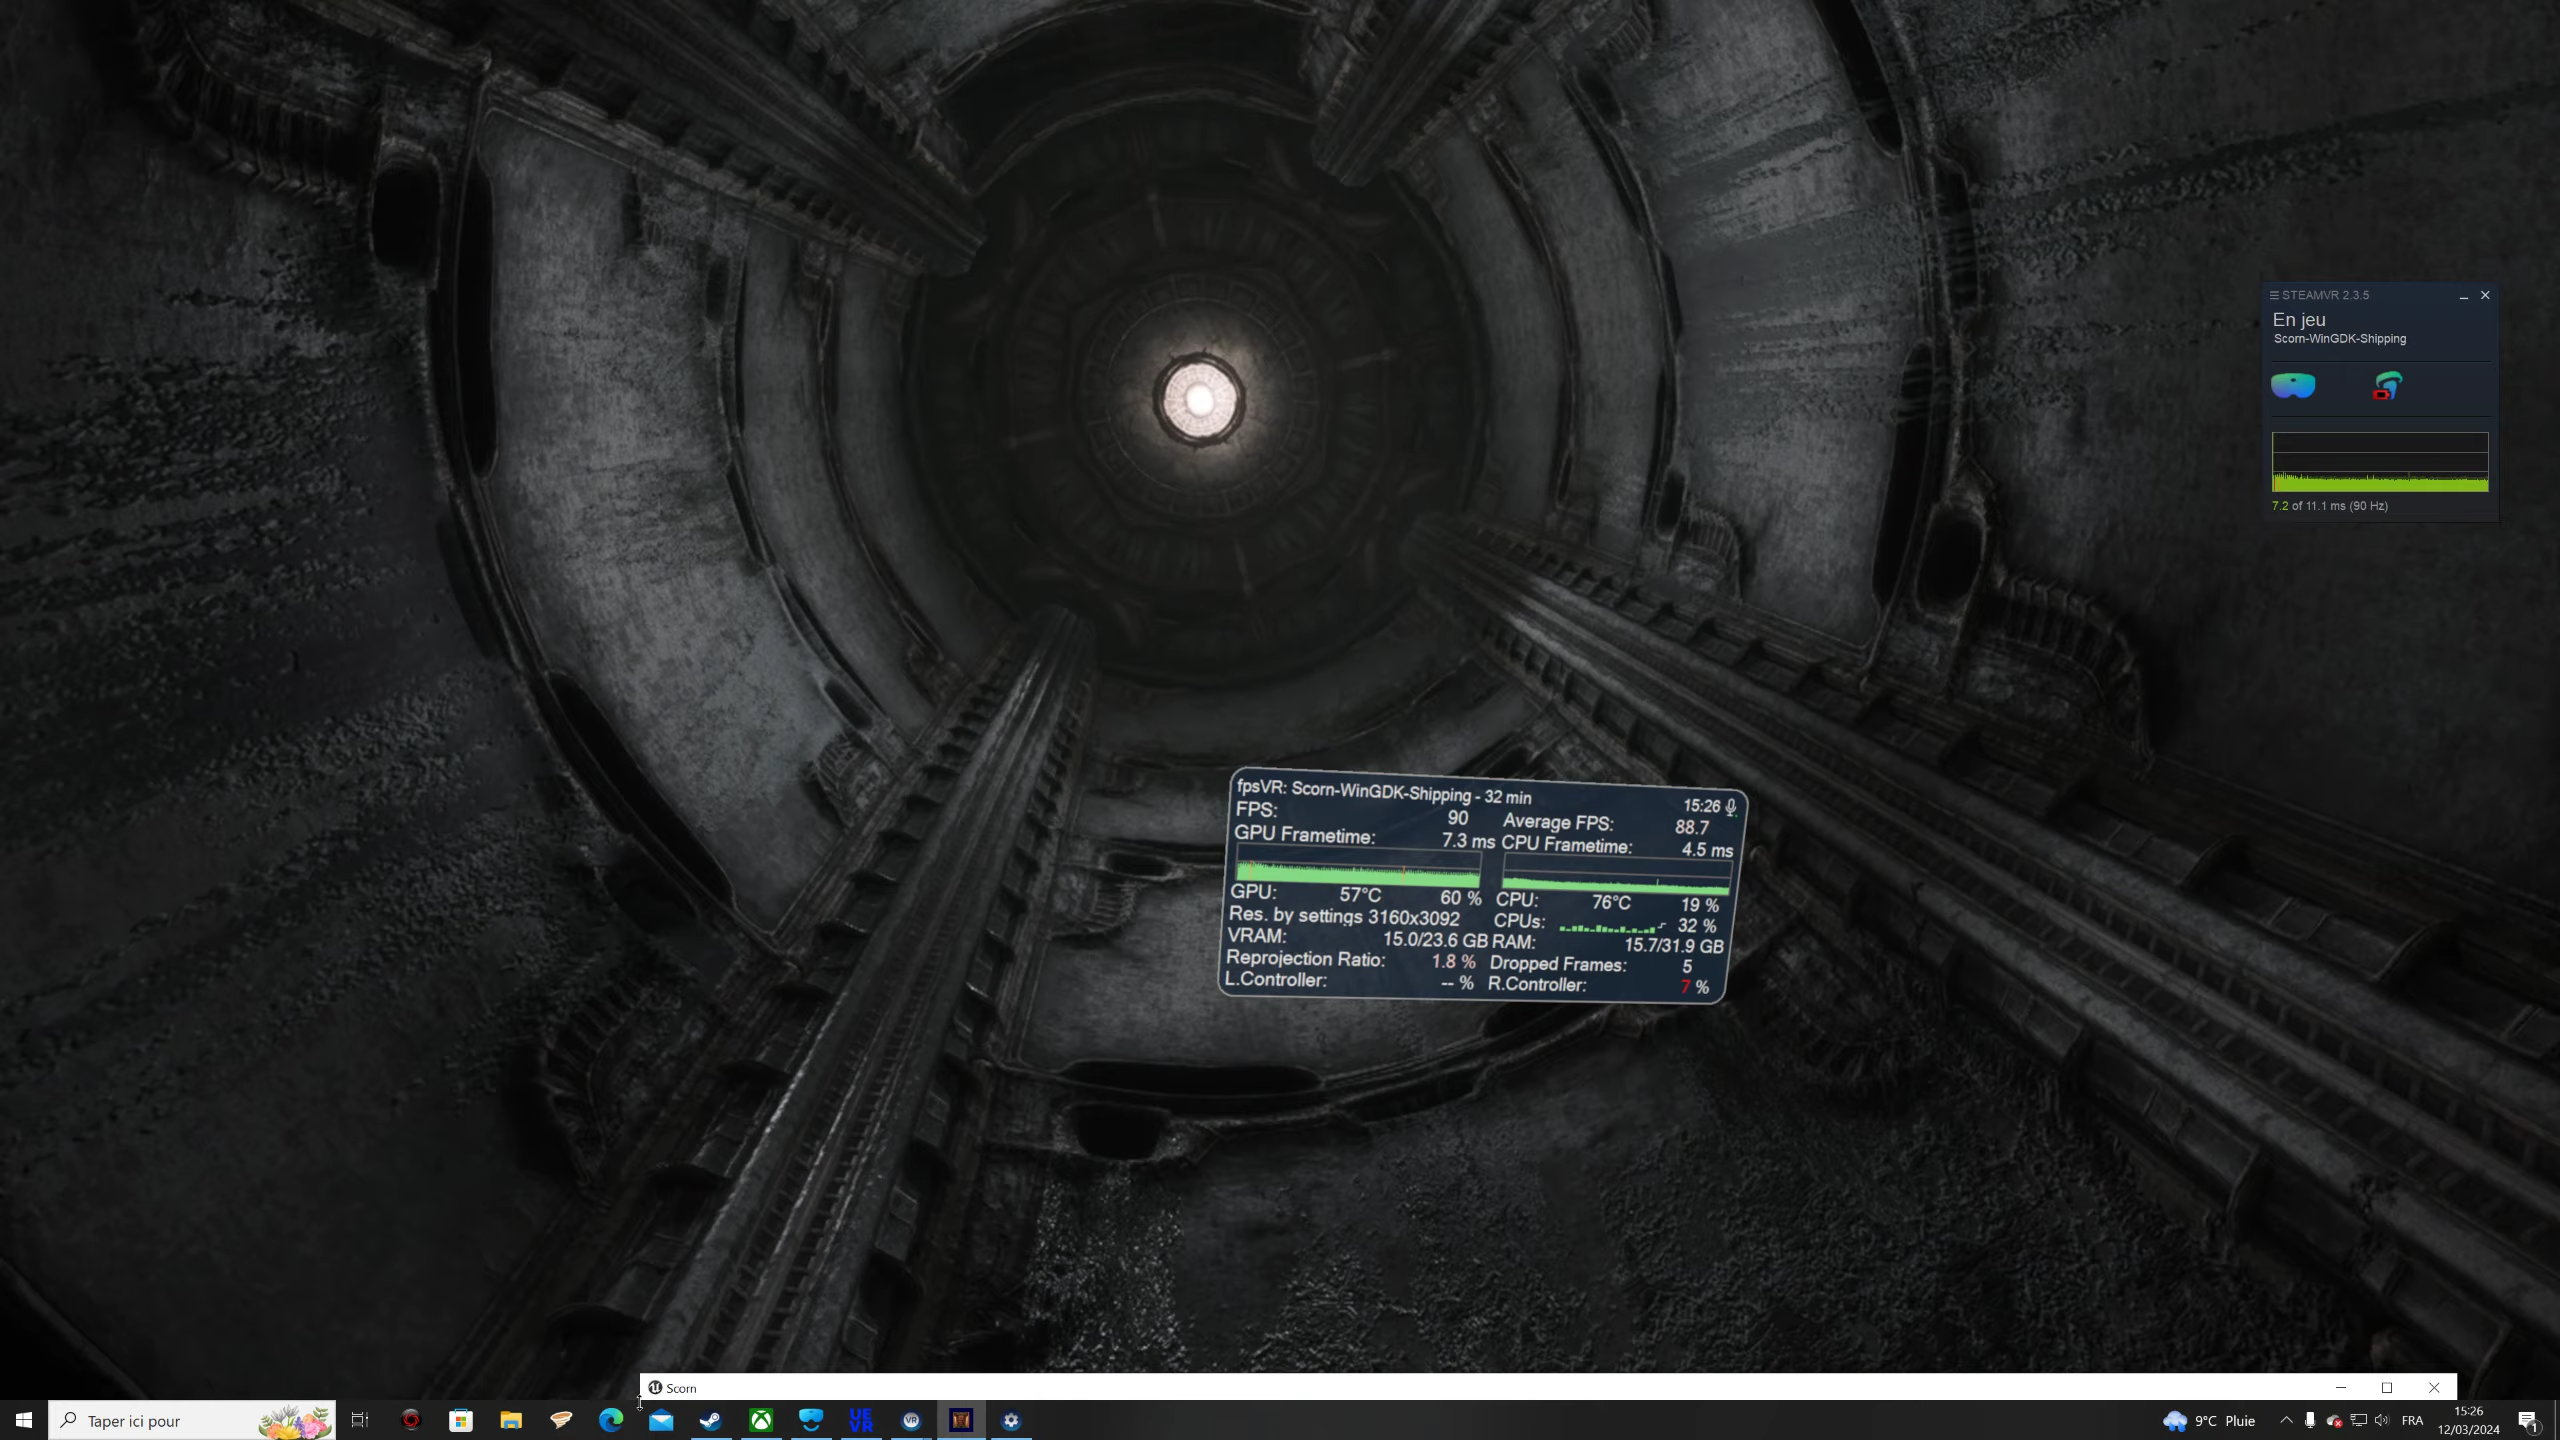 STEAMVR 2.3.5
En jeu
Scorn-WinGDK-Shipping
7.2 of 11.1 ms (90 Hz)
fpsVR: Scorn-WinGDK-Shipping - 32 min 15:26
FPS: 90 Average FPS: 88.7
GPU Frametime: 7.3 ms CPU Frametime: 4.5 ms
GPU: 57°C 60 % CPU: 76°C 19 %
Res. by settings 3160x3092 CPUs: 32 %
VRAM: 15.0/23.6 GB RAM: 15.7/31.9 GB
Reprojection Ratio: 1.8 % Dropped Frames: 5
L.Controller: -- % R.Controller: 7 %
Scorn
Taper ici pour
UE
VR
VR
9°C Pluie
FRA
15:26
12/03/2024
1